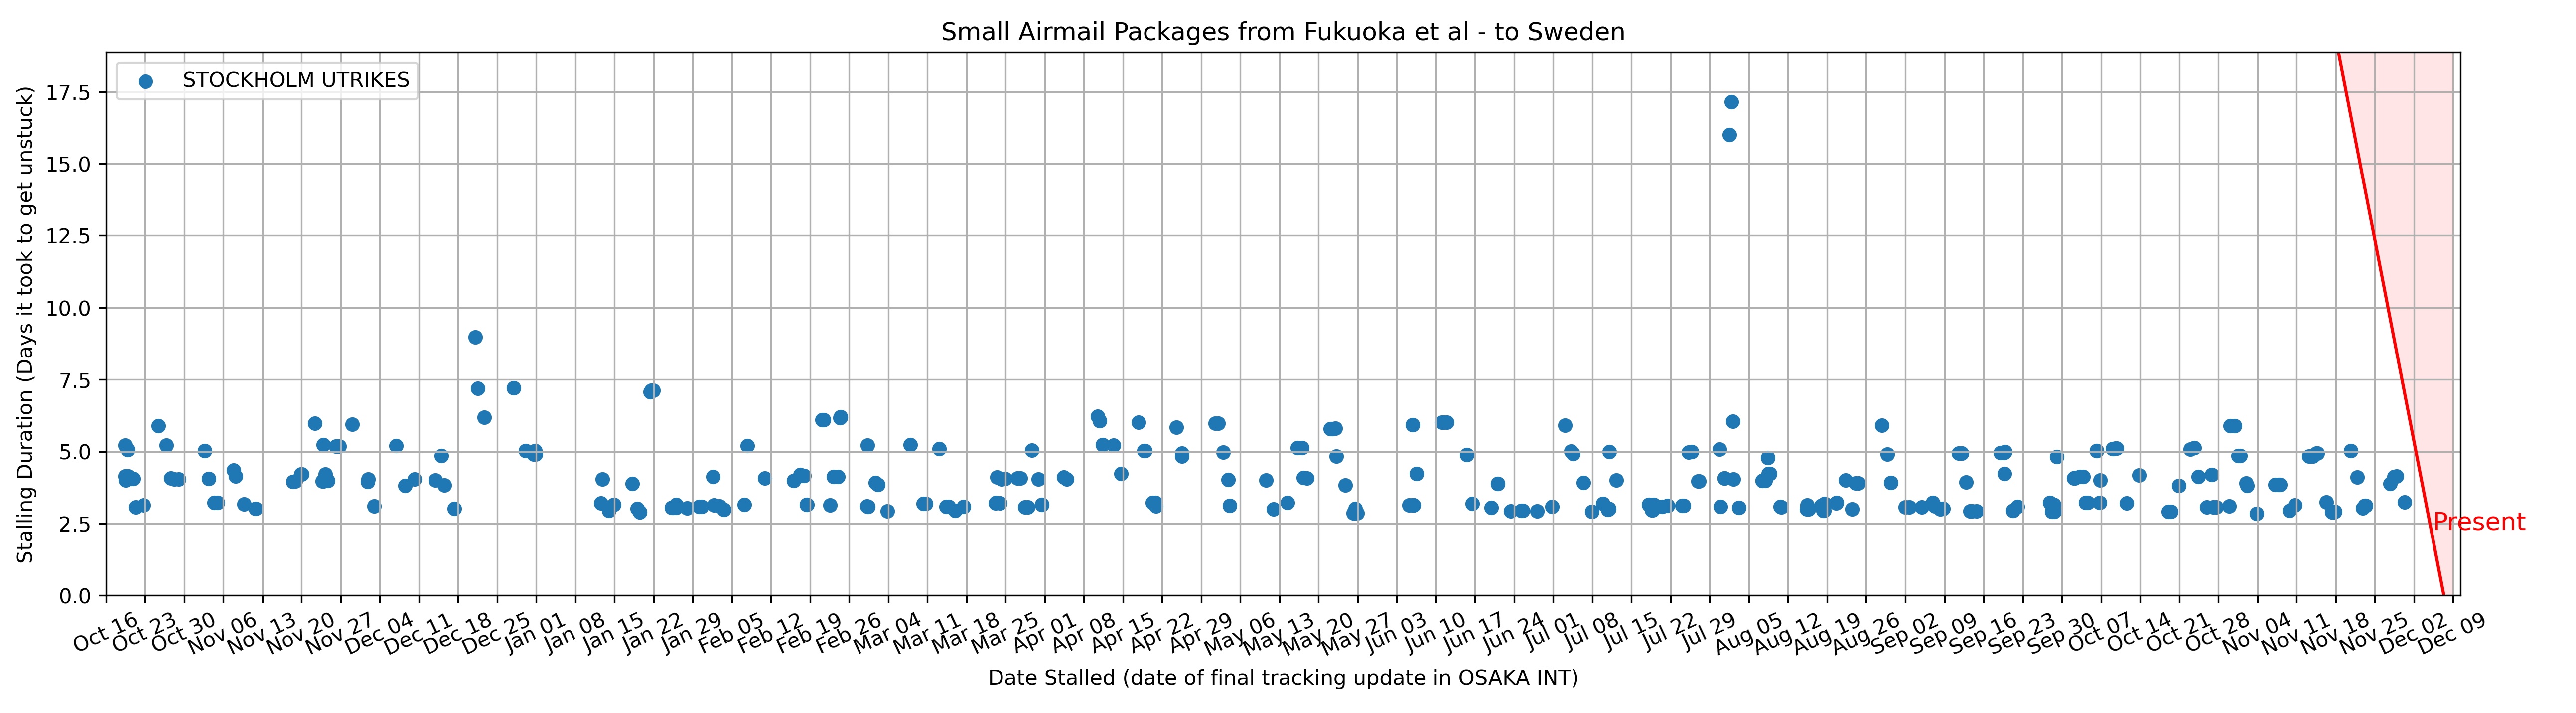 Small Airmail Packages from Fukuoka et al - to Sweden
STOCKHOLM UTRIKES
Stalling Duration (Days it took to get unstuck)
17.5
15.0
12.5
10.0
7.5
5.0
2.5
0.0
Present
Oct 16 Oct 23 Oct 30 Nov 06 Nov 13 Nov 20 Nov 27 Dec 04 Dec 11 Dec 18 Dec 25 Jan 01 Jan 08 Jan 15 Jan 22 Jan 29 Feb 05 Feb 12 Feb 19 Feb 26 Mar 04 Mar 11 Mar 18 Mar 25 Apr 01 Apr 08 Apr 15 Apr 22 Apr 29 May 06 May 13 May 20 May 27 Jun 03 Jun 10 Jun 17 Jun 24 Jul 01 Jul 08 Jul 15 Jul 22 Jul 29 Aug 05 Aug 12 Aug 19 Aug 26 Sep 02 Sep 09 Sep 16 Sep 23 Sep 30 Oct 07 Oct 14 Oct 21 Oct 28 Nov 04 Nov 11 Nov 18 Nov 25 Dec 02 Dec 09
Date Stalled (date of final tracking update in OSAKA INT)